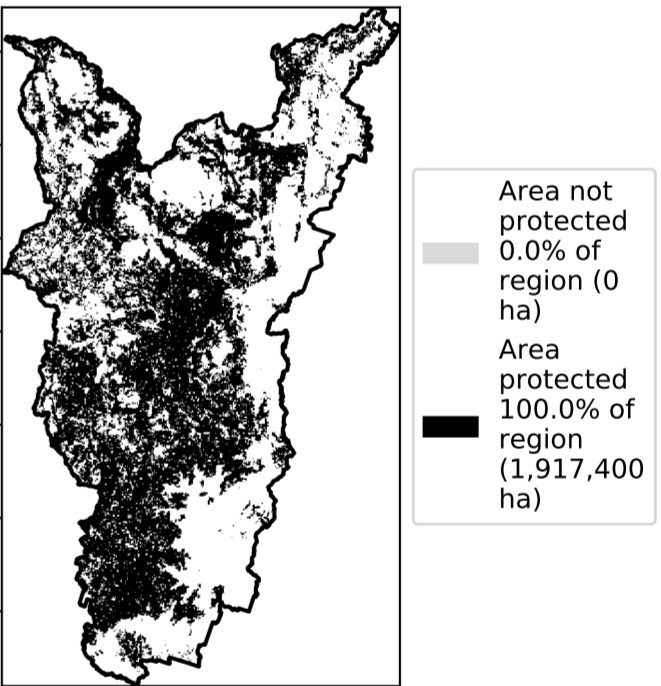 Area not
protected
0.0% of
region (0
ha)
Area
protected
100.0% of
region
(1,917,400
ha)